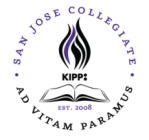 SAN JOSE COLLEGIATE
KIPP:
EST. 2008
AD VITAM PARAMUS